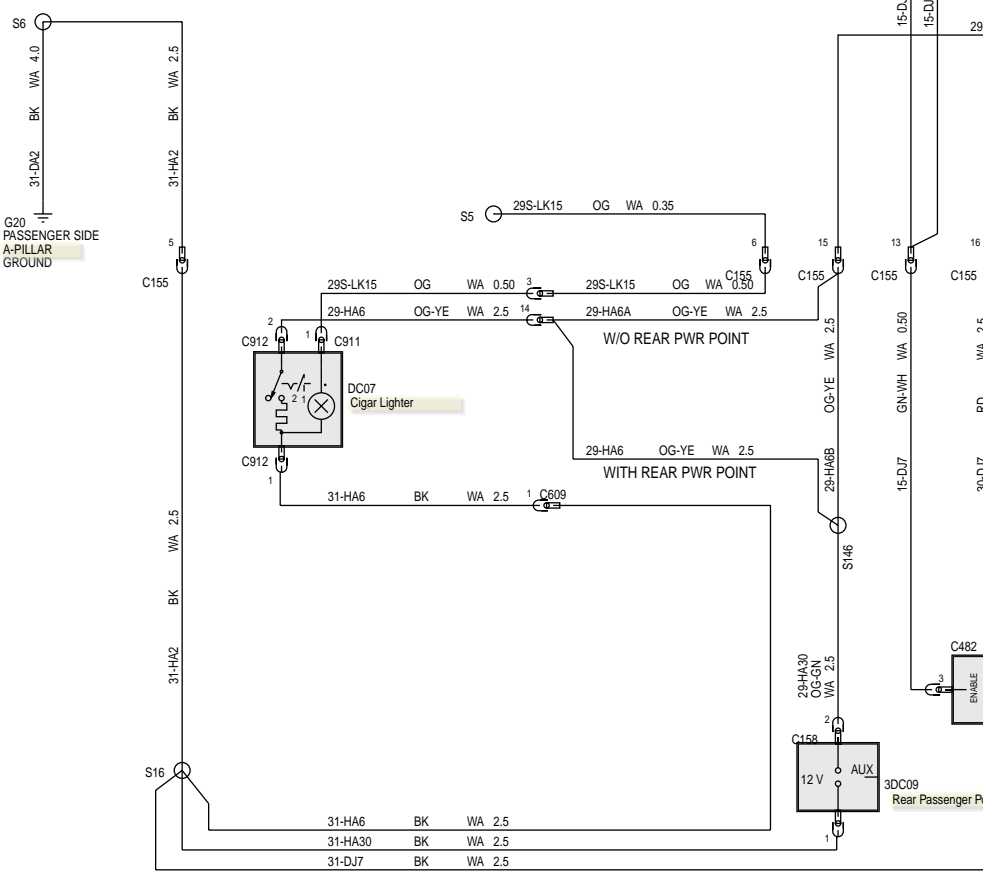 S6
BK WA 4.0
31-DA2
G20
PASSENGER SIDE
A-PILLAR
GROUND
BK WA 2.5
31-HA2
5
C155
S5
29S-LK15 OG WA 0.35
6
C155
15
C155
13
C155
16
C155
15-DJ
29
29S-LK15 OG WA 0.50
3
29S-LK15 OG WA 0.50
29-HA6 OG-YE WA 2.5
14
29-HA6A OG-YE WA 2.5
W/O REAR PWR POINT
2
C912
1
C911
2 1
DC07
Cigar Lighter
C912
1
29-HA6 OG-YE WA 2.5
WITH REAR PWR POINT
29-HA6B OG-YE WA 2.5
15-DJ7 GN-WH WA 0.50
31-HA6 BK WA 2.5
1
C609
S146
31-HA2 BK WA 2.5
29-HA30
OG-GN
WA 2.5
C482
3
ENABLE
2
C158
12 V
AUX
3DC09
Rear Passenger
1
S16
31-HA6 BK WA 2.5
31-HA30 BK WA 2.5
31-DJ7 BK WA 2.5